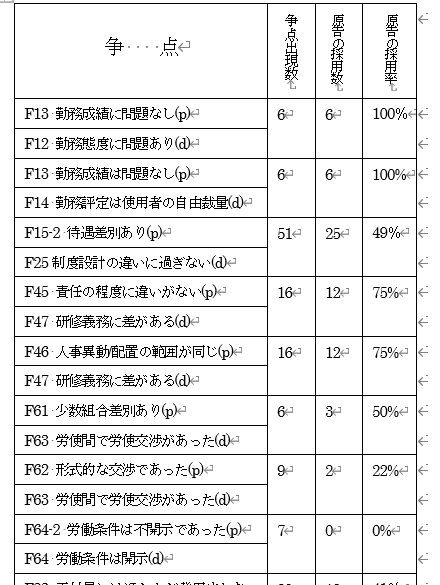 争 点
争点出現数
原告の採用数
原告の採用率
F13 勤務成績に問題なし(p) 6 6 100%
F12 勤務態度に問題あり(d)
F13 勤務成績は問題なし(p) 6 6 100%
F14 勤務評定は使用者の自由裁量(d)
F15-2 待遇差別あり(p) 51 25 49%
F25 制度設計の違いに過ぎない(d)
F45 責任の程度に違いがない(p) 16 12 75%
F47 研修義務に差がある(d)
F46 人事異動配置の範囲が同じ(p) 16 12 75%
F47 研修義務に差がある(d)
F61 少数組合差別あり(p) 6 3 50%
F63 労使間で労使交渉があった(d)
F62 形式的な交渉であった(p) 9 2 22%
F63 労使間で労使交渉があった(d)
F64-2 労働条件は不開示であった(p) 7 0 0%
F64 労働条件は開示(d)